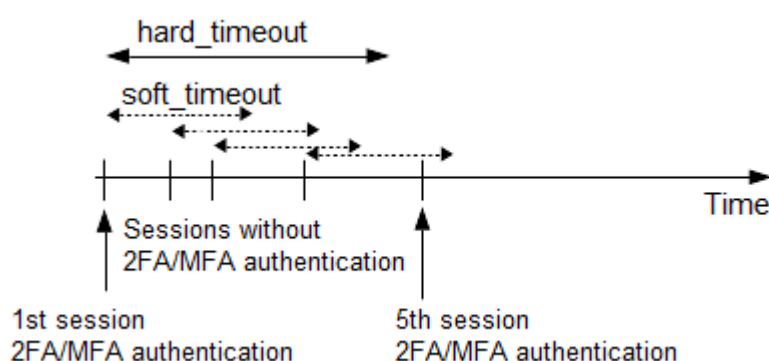 hard_timeout
soft_timeout
Time
Sessions without
2FA/MFA authentication
1st session
2FA/MFA authentication
5th session
2FA/MFA authentication